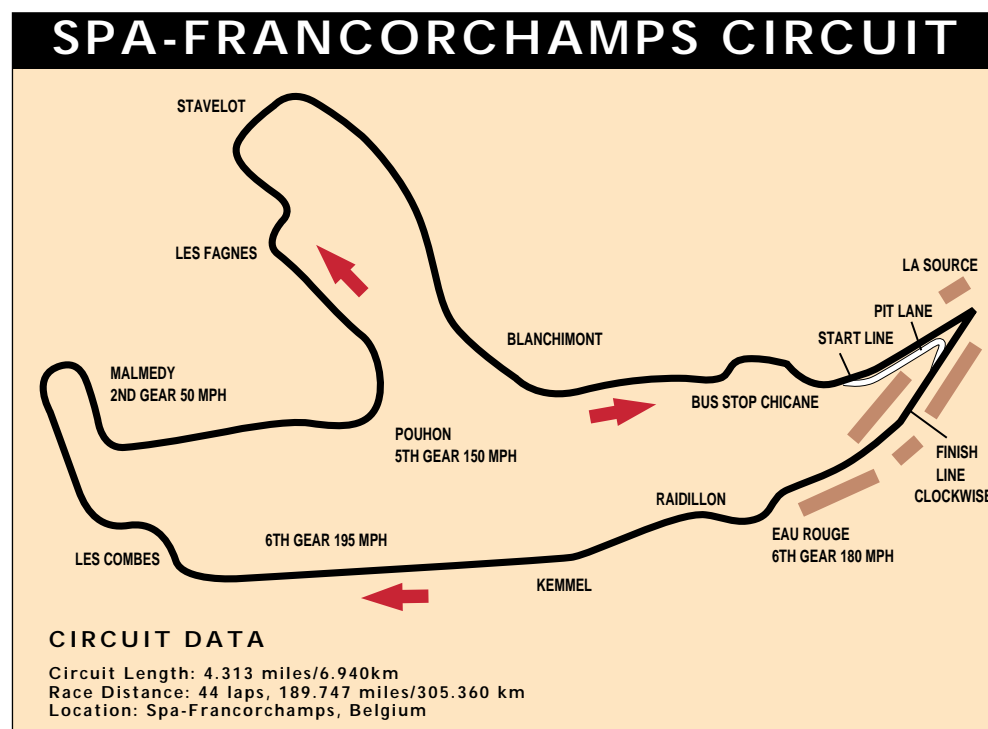 SPA-FRANCORCHAMPS CIRCUIT
STAVELOT
LES FAGNES
LA SOURCE
PIT LANE
START LINE
BLANCHIMONT
MALMEDY
2ND GEAR 50 MPH
BUS STOP CHICANE
POUHON
5TH GEAR 150 MPH
FINISH
LINE
CLOCKWISE
RAIDILLON
EAU ROUGE
6TH GEAR 180 MPH
6TH GEAR 195 MPH
LES COMBES
KEMMEL
CIRCUIT DATA
Circuit Length: 4.313 miles/6.940km
Race Distance: 44 laps, 189.747 miles/305.360 km
Location: Spa-Francorchamps, Belgium